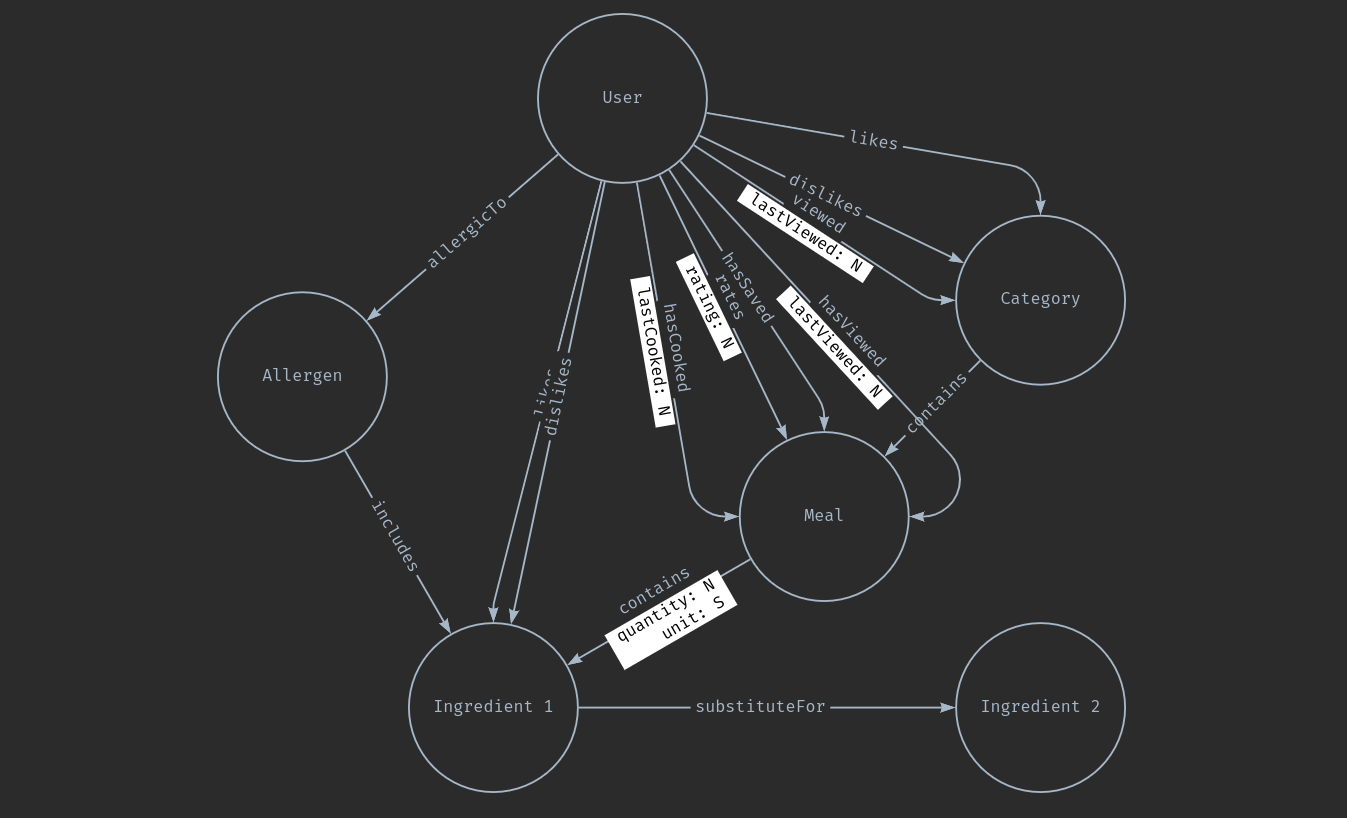 User
likes
dislikes
viewed
lastViewed: N
allergicTo
hasSaved
rates
rating: N
hasCooked
lastCooked: N
hasViewed
lastViewed: N
Category
Allergen
likes
dislikes
contains
includes
Meal
contains
quantity: N
unit: S
Ingredient 1
substituteFor
Ingredient 2